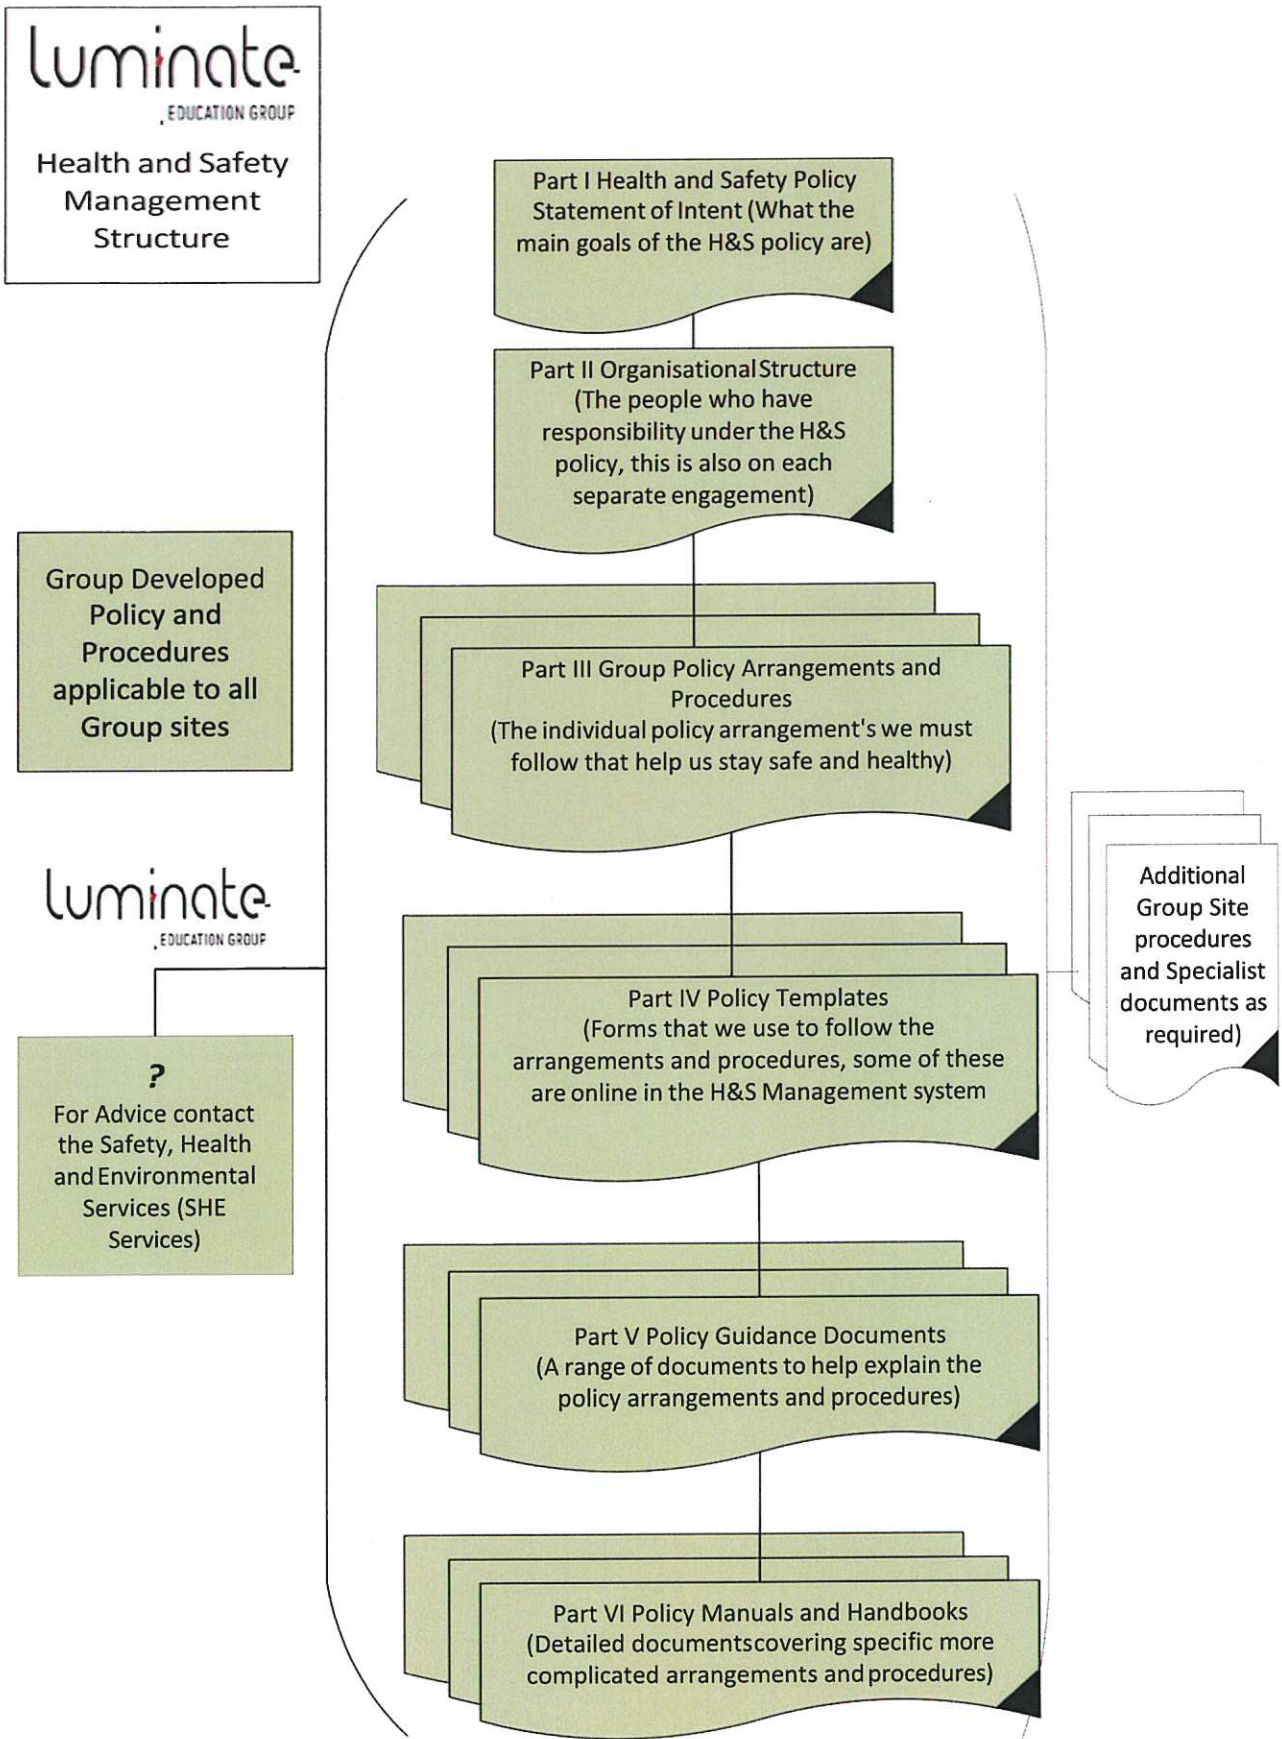 luminate
EDUCATION GROUP
Health and Safety
Management
Structure
Part I Health and Safety Policy
Statement of Intent (What the
main goals of the H&S policy are)
Part II Organisational Structure
(The people who have
responsibility under the H&S
policy, this is also on each
separate engagement)
Group Developed
Policy and
Procedures
applicable to all
Group sites
Part III Group Policy Arrangements and
Procedures
(The individual policy arrangement's we must
follow that help us stay safe and healthy)
luminate
EDUCATION GROUP
Additional
Group Site
procedures
and Specialist
documents as
required)
Part IV Policy Templates
(Forms that we use to follow the
arrangements and procedures, some of these
are online in the H&S Management system
?
For Advice contact
the Safety, Health
and Environmental
Services (SHE
Services)
Part V Policy Guidance Documents
(A range of documents to help explain the
policy arrangements and procedures)
Part VI Policy Manuals and Handbooks
(Detailed documents covering specific more
complicated arrangements and procedures)